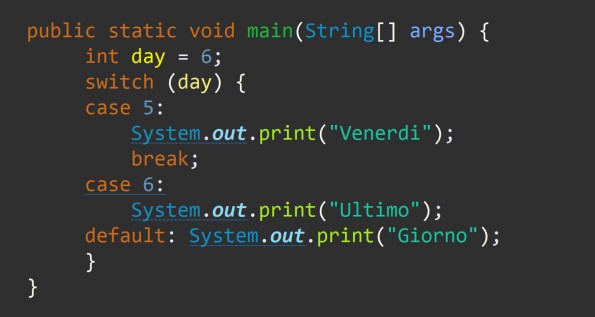 public static void main(String[] args) {
int day = 6;
switch (day) {
case 5:
System.out.print("Venerdi");
break;
case 6:
System.out.print("Ultimo");
default: System.out.print("Giorno");
}
}